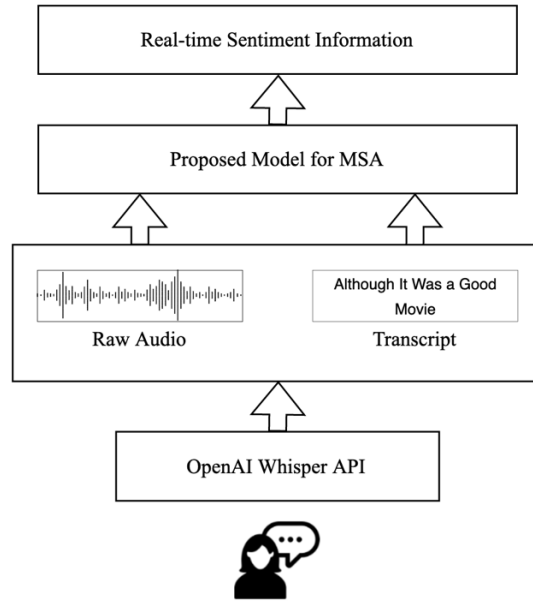 Real-time Sentiment Information
Proposed Model for MSA
Although It Was a Good
Movie
Raw Audio
Transcript
OpenAI Whisper API